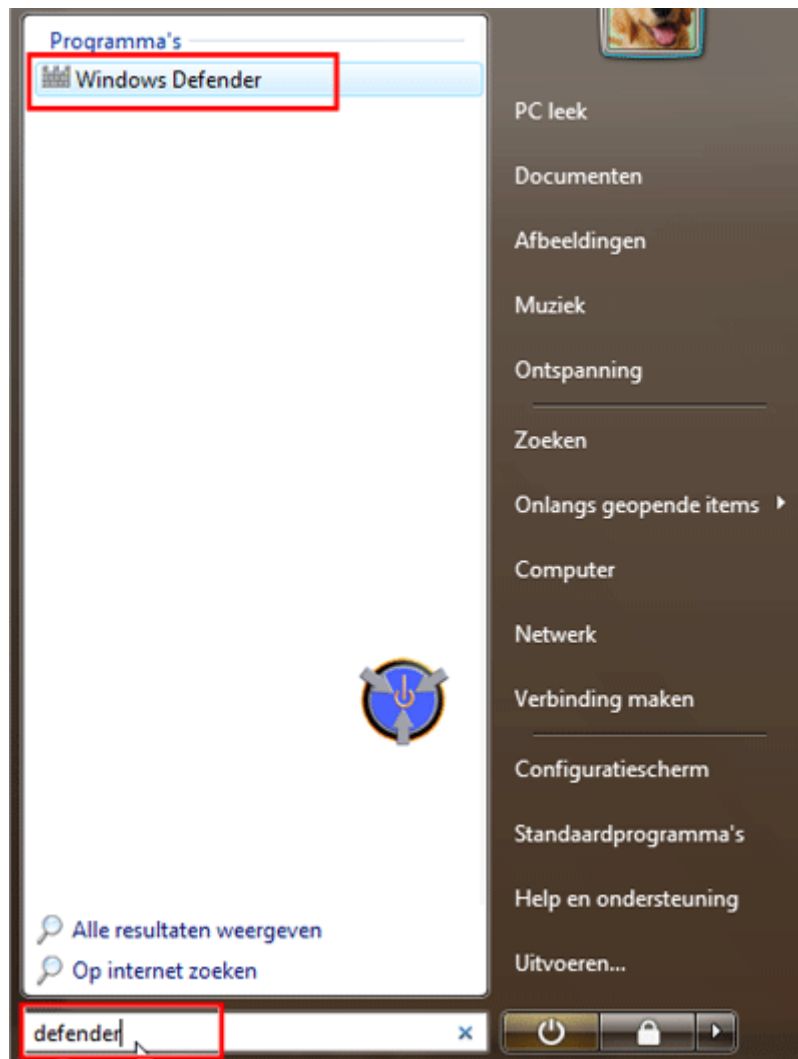 Programma's
Windows Defender
Alle resultaten weergeven
Op internet zoeken
defender
PC leek
Documenten
Afbeeldingen
Muziek
Ontspanning
Zoeken
Onlangs geopende items
Computer
Netwerk
Verbinding maken
Configuratiescherm
Standaardprogramma's
Help en ondersteuning
Uitvoeren...